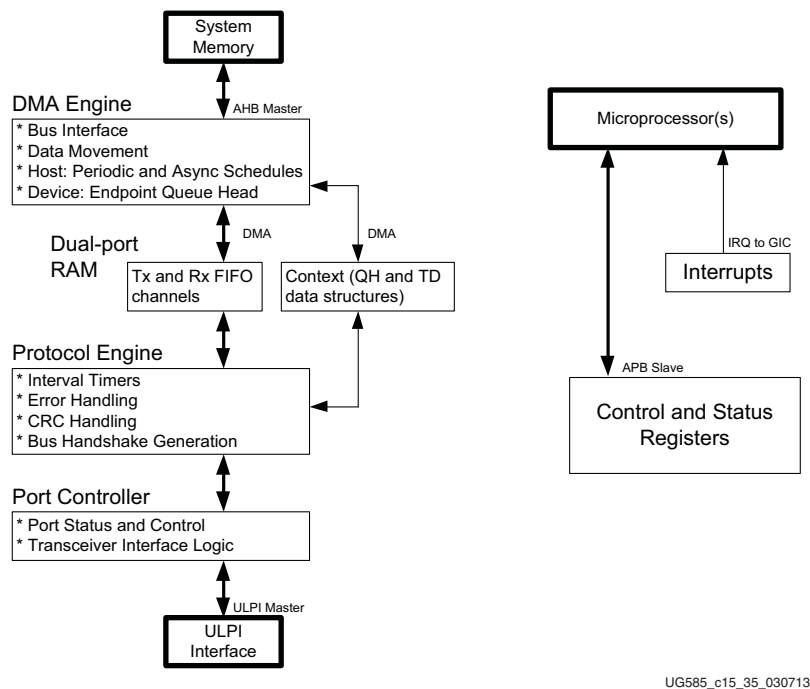 System
Memory
DMA Engine
AHB Master
* Bus Interface
* Data Movement
* Host: Periodic and Async Schedules
* Device: Endpoint Queue Head
Dual-port
RAM
DMA
DMA
Tx and Rx FIFO
channels
Context (QH and TD
data structures)
Protocol Engine
* Interval Timers
* Error Handling
* CRC Handling
* Bus Handshake Generation
Port Controller
* Port Status and Control
* Transceiver Interface Logic
ULPI Master
ULPI
Interface
Microprocessor(s)
IRQ to GIC
Interrupts
APB Slave
Control and Status
Registers
UG585_c15_35_030713